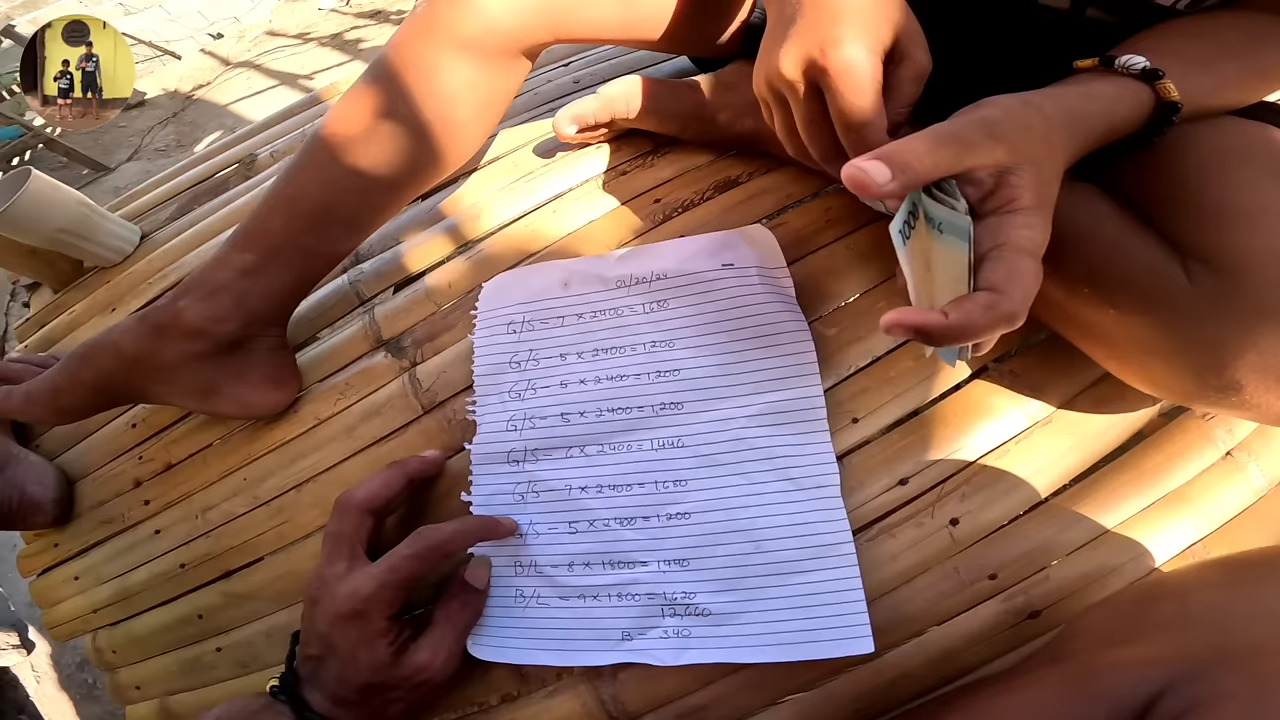 01/20/24
G/S - 7 x 2400 = 1,680
G/S - 5 x 2400 = 1,200
G/S - 5 x 2400 = 1,200
G/S - 5 x 2400 = 1,200
G/S - 6 x 2400 = 1,440
G/S - 7 x 2400 = 1,680
G/S - 5 x 2400 = 1,200
B/L - 8 x 1800 = 1,440
B/L - 9 x 1800 = 1,620
12,660
B - 340
1000